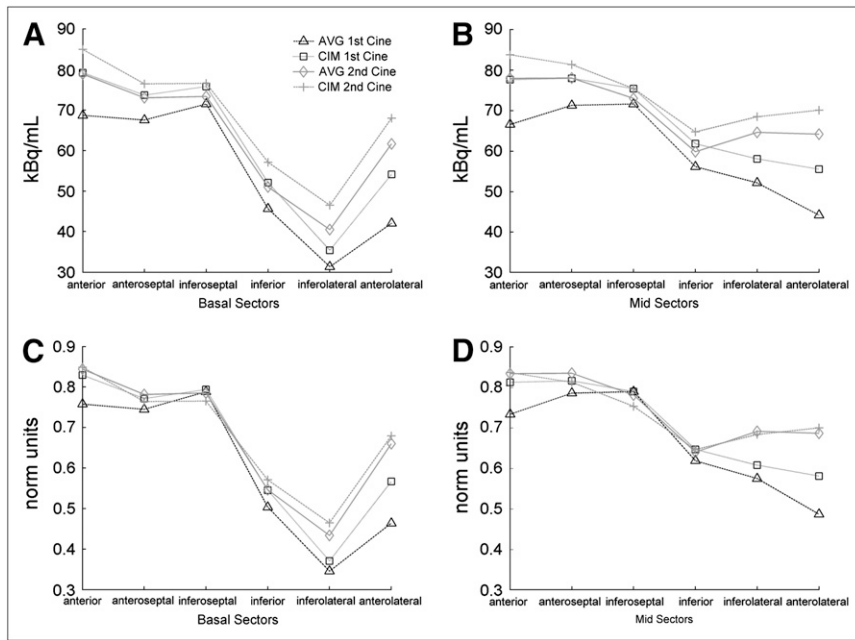 A
90
80
70
60
50
40
30
kBq/mL
AVG 1st Cine
CIM 1st Cine
AVG 2nd Cine
CIM 2nd Cine
anterior anteroseptal inferoseptal inferior inferolateral anterolateral
Basal Sectors
B
90
80
70
60
50
40
30
kBq/mL
anterior anteroseptal inferoseptal inferior inferolateral anterolateral
Mid Sectors
C
0.9
0.8
0.7
0.6
0.5
0.4
0.3
norm units
anterior anteroseptal inferoseptal inferior inferolateral anterolateral
Basal Sectors
D
0.9
0.8
0.7
0.6
0.5
0.4
0.3
norm units
anterior anteroseptal inferoseptal inferior inferolateral anterolateral
Mid Sectors